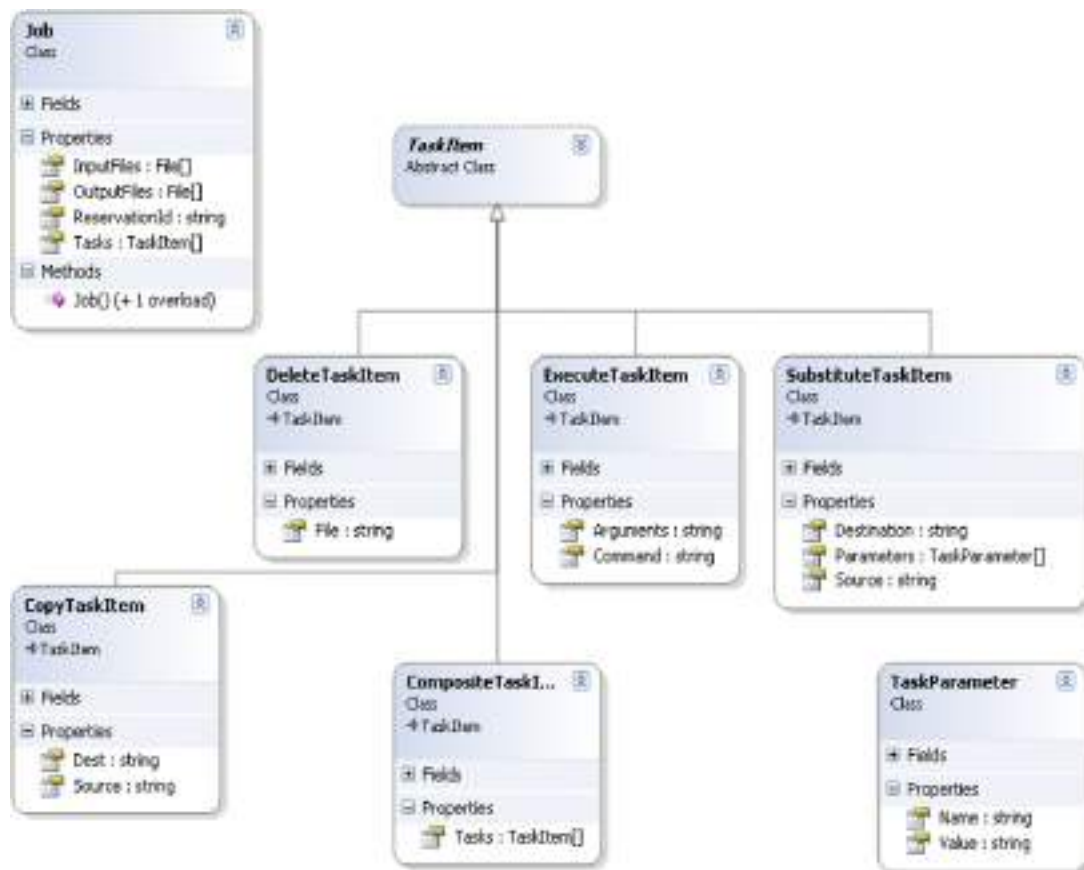 Job
Class
Fields
Properties
InputFiles : File[]
OutputFiles : File[]
ReservationId : string
Tasks : TaskItem[]
Methods
Job() (+ 1 overload)
TaskItem
Abstract Class
DeleteTaskItem
Class
TaskItem
Fields
Properties
File : string
ExecuteTaskItem
Class
TaskItem
Fields
Properties
Arguments : string
Command : string
SubstituteTaskItem
Class
TaskItem
Fields
Properties
Destination : string
Parameters : TaskParameter[]
Source : string
CopyTaskItem
Class
TaskItem
Fields
Properties
Dest : string
Source : string
CompositeTaskI...
Class
TaskItem
Fields
Properties
Tasks : TaskItem[]
TaskParameter
Class
Fields
Properties
Name : string
Value : string